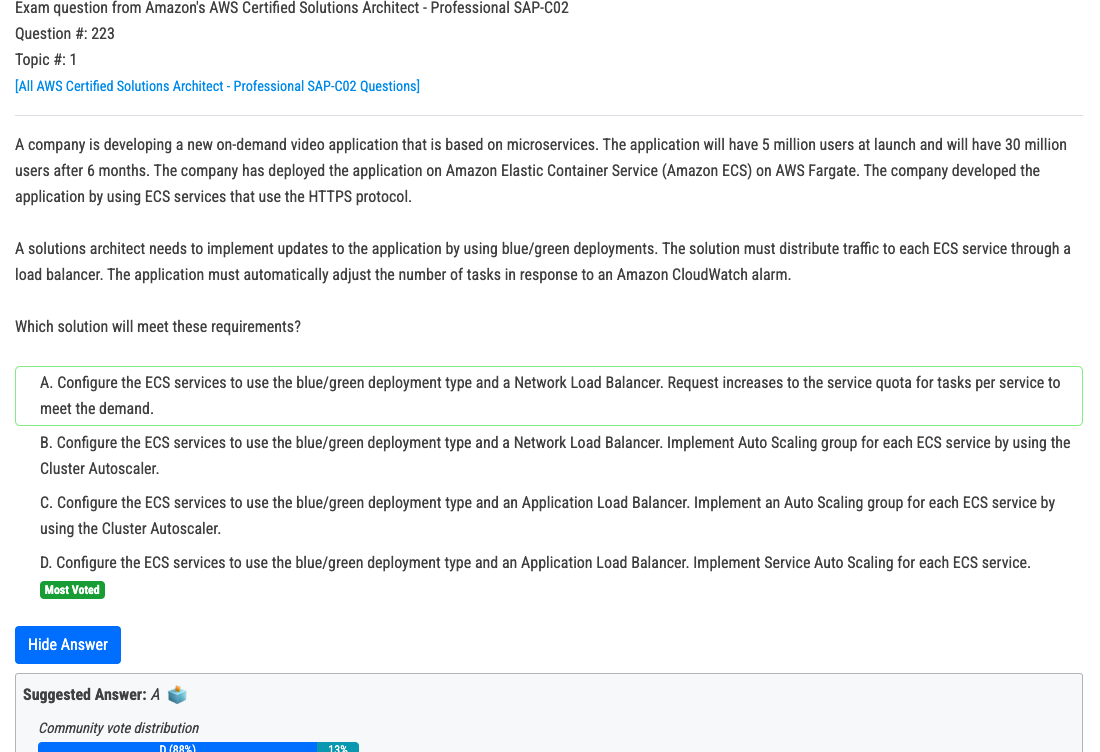 Exam question from Amazon's AWS Certified Solutions Architect - Professional SAP-C02
Question #: 223
Topic #: 1
[All AWS Certified Solutions Architect - Professional SAP-C02 Questions]
A company is developing a new on-demand video application that is based on microservices. The application will have 5 million users at launch and will have 30 million
users after 6 months. The company has deployed the application on Amazon Elastic Container Service (Amazon ECS) on AWS Fargate. The company developed the
application by using ECS services that use the HTTPS protocol.
A solutions architect needs to implement updates to the application by using blue/green deployments. The solution must distribute traffic to each ECS service through a
load balancer. The application must automatically adjust the number of tasks in response to an Amazon CloudWatch alarm.
Which solution will meet these requirements?
A. Configure the ECS services to use the blue/green deployment type and a Network Load Balancer. Request increases to the service quota for tasks per service to
meet the demand.
B. Configure the ECS services to use the blue/green deployment type and a Network Load Balancer. Implement Auto Scaling group for each ECS service by using the
Cluster Autoscaler.
C. Configure the ECS services to use the blue/green deployment type and an Application Load Balancer. Implement an Auto Scaling group for each ECS service by
using the Cluster Autoscaler.
D. Configure the ECS services to use the blue/green deployment type and an Application Load Balancer. Implement Service Auto Scaling for each ECS service.
Most Voted
Hide Answer
Suggested Answer: A
Community vote distribution
D (88%) 13%